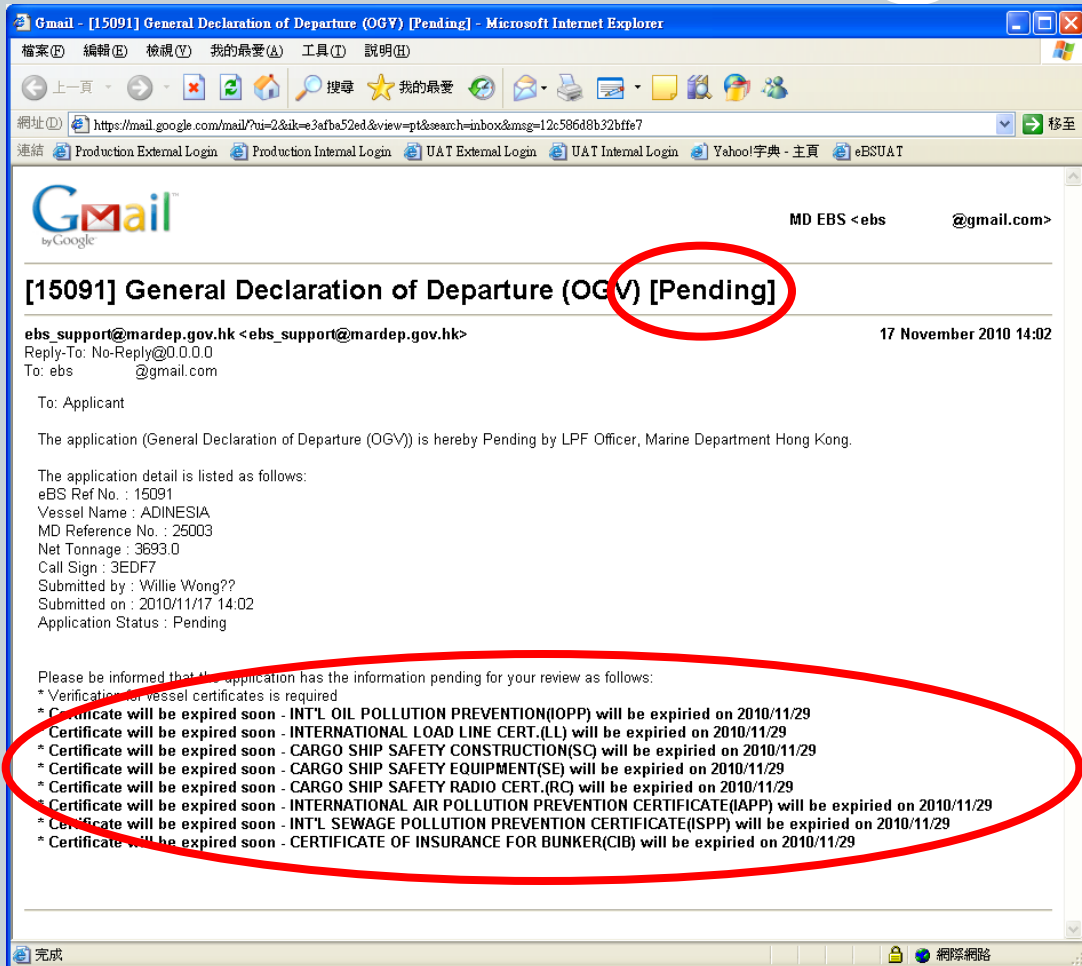 Gmail - [15091] General Declaration of Departure (OGV) [Pending] - Microsoft Internet Explorer
檔案(F) 編輯(E) 檢視(V) 我的最愛(A) 工具(T) 說明(H)
上一頁 搜尋 我的最愛
網址(D) https://mail.google.com/mail/?ui=2&ik=e3afba52ed&view=pt&search=inbox&msg=12c586d8b32bffe7 移至
連結 Production External Login Production Internal Login UAT External Login UAT Internal Login Yahoo!字典 - 主頁 eBSUAT
Gmail™
by Google
MD EBS <ebs @gmail.com>
[15091] General Declaration of Departure (OGV) [Pending]
ebs_support@mardep.gov.hk <ebs_support@mardep.gov.hk> 17 November 2010 14:02
Reply-To: No-Reply@0.0.0.0
To: ebs @gmail.com
To: Applicant
The application (General Declaration of Departure (OGV)) is hereby Pending by LPF Officer, Marine Department Hong Kong.
The application detail is listed as follows:
eBS Ref No. : 15091
Vessel Name : ADINESIA
MD Reference No. : 25003
Net Tonnage : 3693.0
Call Sign : 3EDF7
Submitted by : Willie Wong??
Submitted on : 2010/11/17 14:02
Application Status : Pending
Please be informed that the application has the information pending for your review as follows:
* Verification for vessel certificates is required
* Certificate will be expired soon - INT'L OIL POLLUTION PREVENTION(IOPP) will be expiried on 2010/11/29
* Certificate will be expired soon - INTERNATIONAL LOAD LINE CERT.(LL) will be expiried on 2010/11/29
* Certificate will be expired soon - CARGO SHIP SAFETY CONSTRUCTION(SC) will be expiried on 2010/11/29
* Certificate will be expired soon - CARGO SHIP SAFETY EQUIPMENT(SE) will be expiried on 2010/11/29
* Certificate will be expired soon - CARGO SHIP SAFETY RADIO CERT.(RC) will be expiried on 2010/11/29
* Certificate will be expired soon - INTERNATIONAL AIR POLLUTION PREVENTION CERTIFICATE(IAPP) will be expiried on 2010/11/29
* Certificate will be expired soon - INT'L SEWAGE POLLUTION PREVENTION CERTIFICATE(ISPP) will be expiried on 2010/11/29
* Certificate will be expired soon - CERTIFICATE OF INSURANCE FOR BUNKER(CIB) will be expiried on 2010/11/29
完成 網際網路